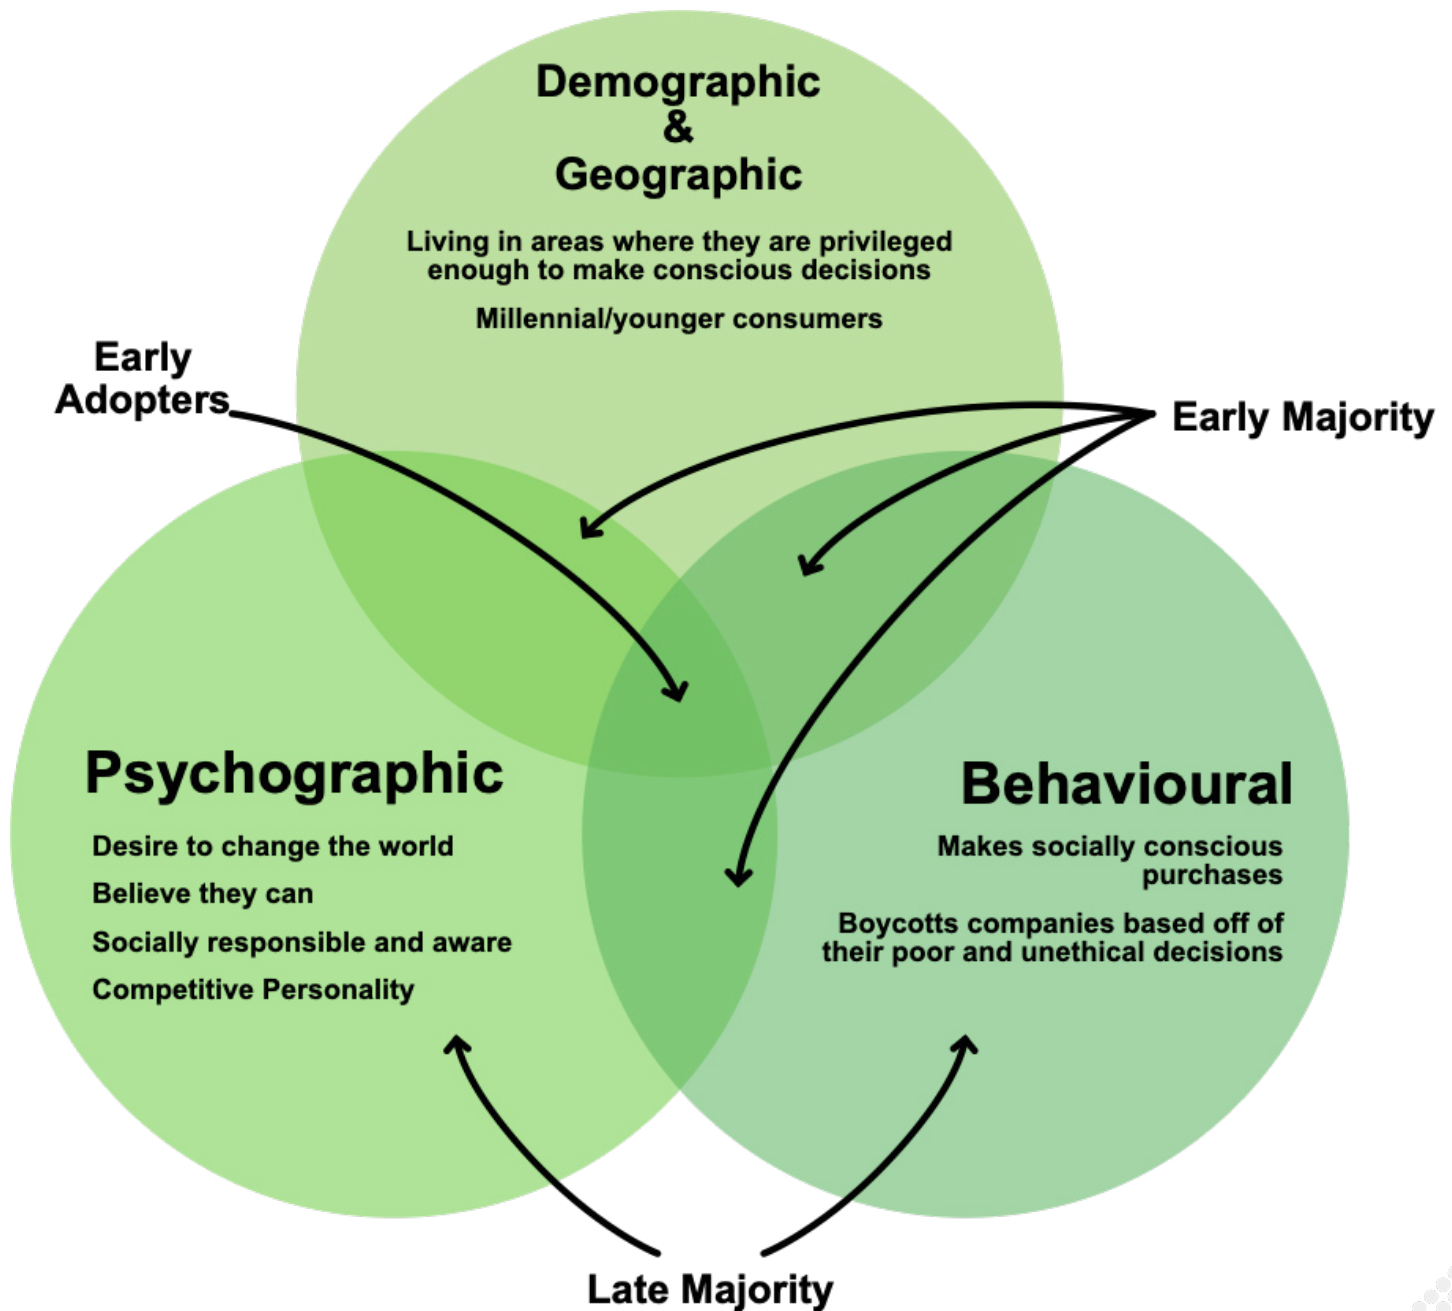 Demographic
&
Geographic
Living in areas where they are privileged
enough to make conscious decisions
Millennial/younger consumers
Early
Adopters
Early Majority
Psychographic
Desire to change the world
Believe they can
Socially responsible and aware
Competitive Personality
Behavioural
Makes socially conscious
purchases
Boycotts companies based off of
their poor and unethical decisions
Late Majority